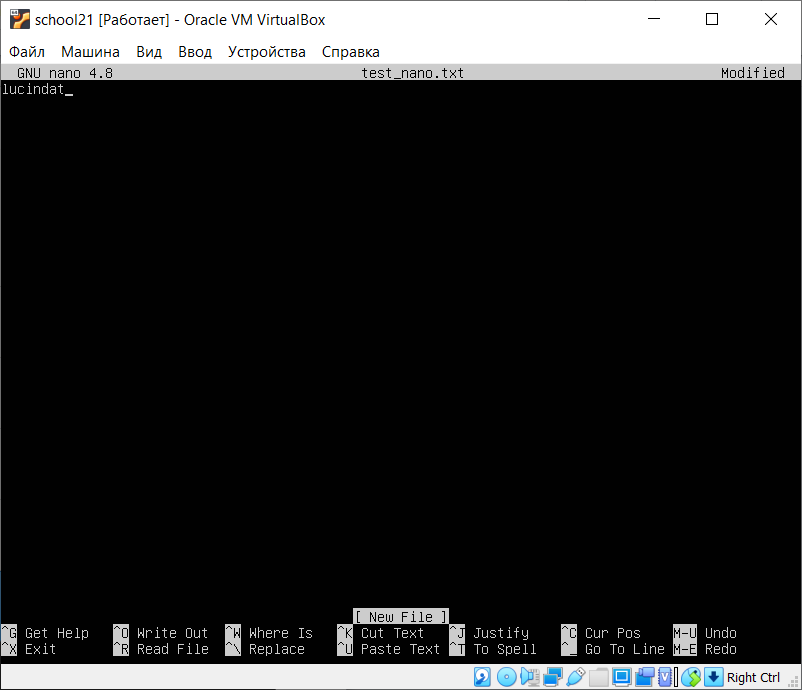 school21 [Работает] - Oracle VM VirtualBox
Файл Машина Вид Ввод Устройства Справка
GNU nano 4.8 test_nano.txt Modified
lucindat_
[ New File ]
^G Get Help ^O Write Out ^W Where Is ^K Cut Text ^J Justify ^C Cur Pos M-U Undo
^X Exit ^R Read File ^\ Replace ^U Paste Text ^T To Spell ^_ Go To Line M-E Redo
Right Ctrl